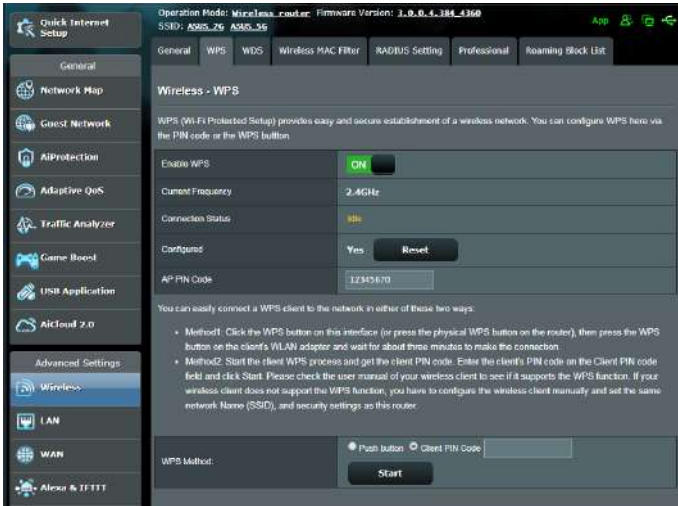 Quick Internet
Setup
Operation Mode: Wireless router Firmware Version: 3.0.0.4.384_4360
SSID: ASUS_2G ASUS_5G
App
General WPS WDS Wireless MAC Filter RADIUS Setting Professional Roaming Block List
General
Network Map
Guest Network
AiProtection
Adaptive QoS
Traffic Analyzer
Game Boost
USB Application
AiCloud 2.0
Advanced Settings
Wireless
LAN
WAN
Alexa & IFTTT
Wireless - WPS
WPS (Wi-Fi Protected Setup) provides easy and secure establishment of a wireless network. You can configure WPS here via
the PIN code or the WPS buttton.
Enable WPS ON
Current Frequency 2.4GHz
Connection Status Idle
Configured Yes Reset
AP PIN Code 12345670
You can easily connect a WPS client to the network in either of these two ways:
• Method1: Click the WPS button on this interface (or press the physical WPS button on the router), then press the WPS
button on the client's WLAN adapter and wait for about three minutes to make the connection.
• Method2: Start the client WPS process and get the client PIN code. Enter the client's PIN code on the Client PIN code
field and click Start. Please check the user manual of your wireless client to see if it supports the WPS function. If your
wireless client does not support the WPS function, you have to configure the wireless client manually and set the same
network Name (SSID), and security settings as this router.
WPS Method: Push button Client PIN Code
Start